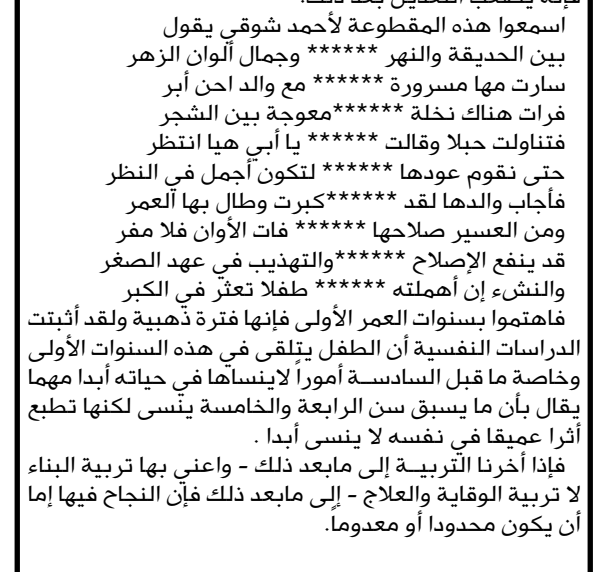 فإنه يصعب التعديل بعد ذلك.
اسمعوا هذه المقطوعة لأحمد شوقي يقول
بين الحديقة والنهر ****** وجمال ألوان الزهر
سارت مها مسرورة ****** مع والد احن أبر
فرات هناك نخلة ******معوجة بين الشجر
فتناولت حبلا وقالت ****** يا أبي هيا انتظر
حتى نقوم عودها ****** لتكون أجمل في النظر
فأجاب والدها لقد ******كبرت وطال بها العمر
ومن العسير صلاحها ****** فات الأوان فلا مفر
قد ينفع الإصلاح ******والتهذيب في عهد الصغر
والنشء إن أهملته ****** طفلا تعثر في الكبر
فاهتموا بسنوات العمر الأولى فإنها فترة ذهبية ولقد أثبتت
الدراسات النفسية أن الطفل يتلقى في هذه السنوات الأولى
وخاصة ما قبل السادســة أموراً لاينساها في حياته أبدا مهما
يقال بأن ما يسبق سن الرابعة والخامسة ينسى لكنها تطبع
أثرا عميقا في نفسه لا ينسى أبدا .
فإذا أخرنا التربيــة إلى مابعد ذلك - واعني بها تربية البناء
لا تربية الوقاية والعلاج - إلى مابعد ذلك فإن النجاح فيها إما
أن يكون محدودا أو معدوماً.